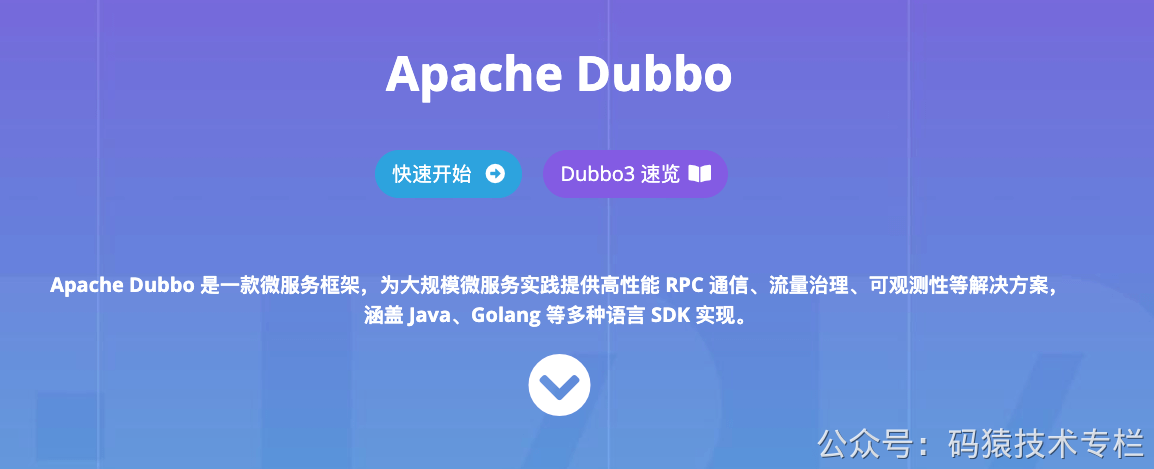 Apache Dubbo
快速开始
Dubbo3 速览
Apache Dubbo 是一款微服务框架，为大规模微服务实践提供高性能 RPC 通信、流量治理、可观测性等解决方案，
涵盖 Java、Golang 等多种语言 SDK 实现。
公众号：码猿技术专栏